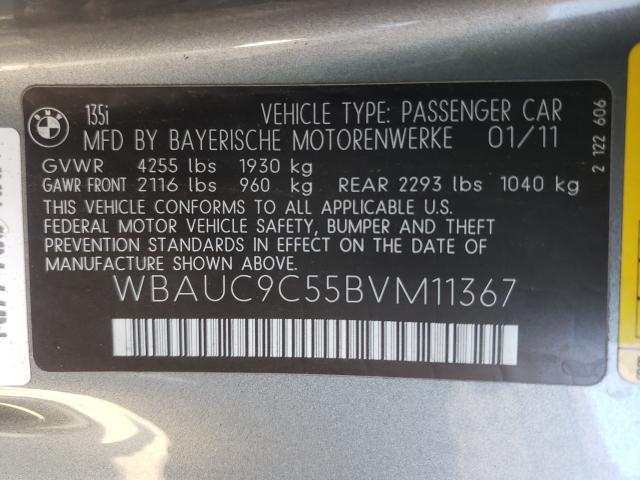 BMW
135i VEHICLE TYPE: PASSENGER CAR
MFD BY BAYERISCHE MOTORENWERKE 01/11
GVWR 4255 lbs 1930 kg
GAWR FRONT 2116 lbs 960 kg REAR 2293 lbs 1040 kg
THIS VEHICLE CONFORMS TO ALL APPLICABLE U.S.
FEDERAL MOTOR VEHICLE SAFETY, BUMPER AND THEFT
PREVENTION STANDARDS IN EFFECT ON THE DATE OF
MANUFACTURE SHOWN ABOVE.
WBAUC9C55BVM11367
2 122 606